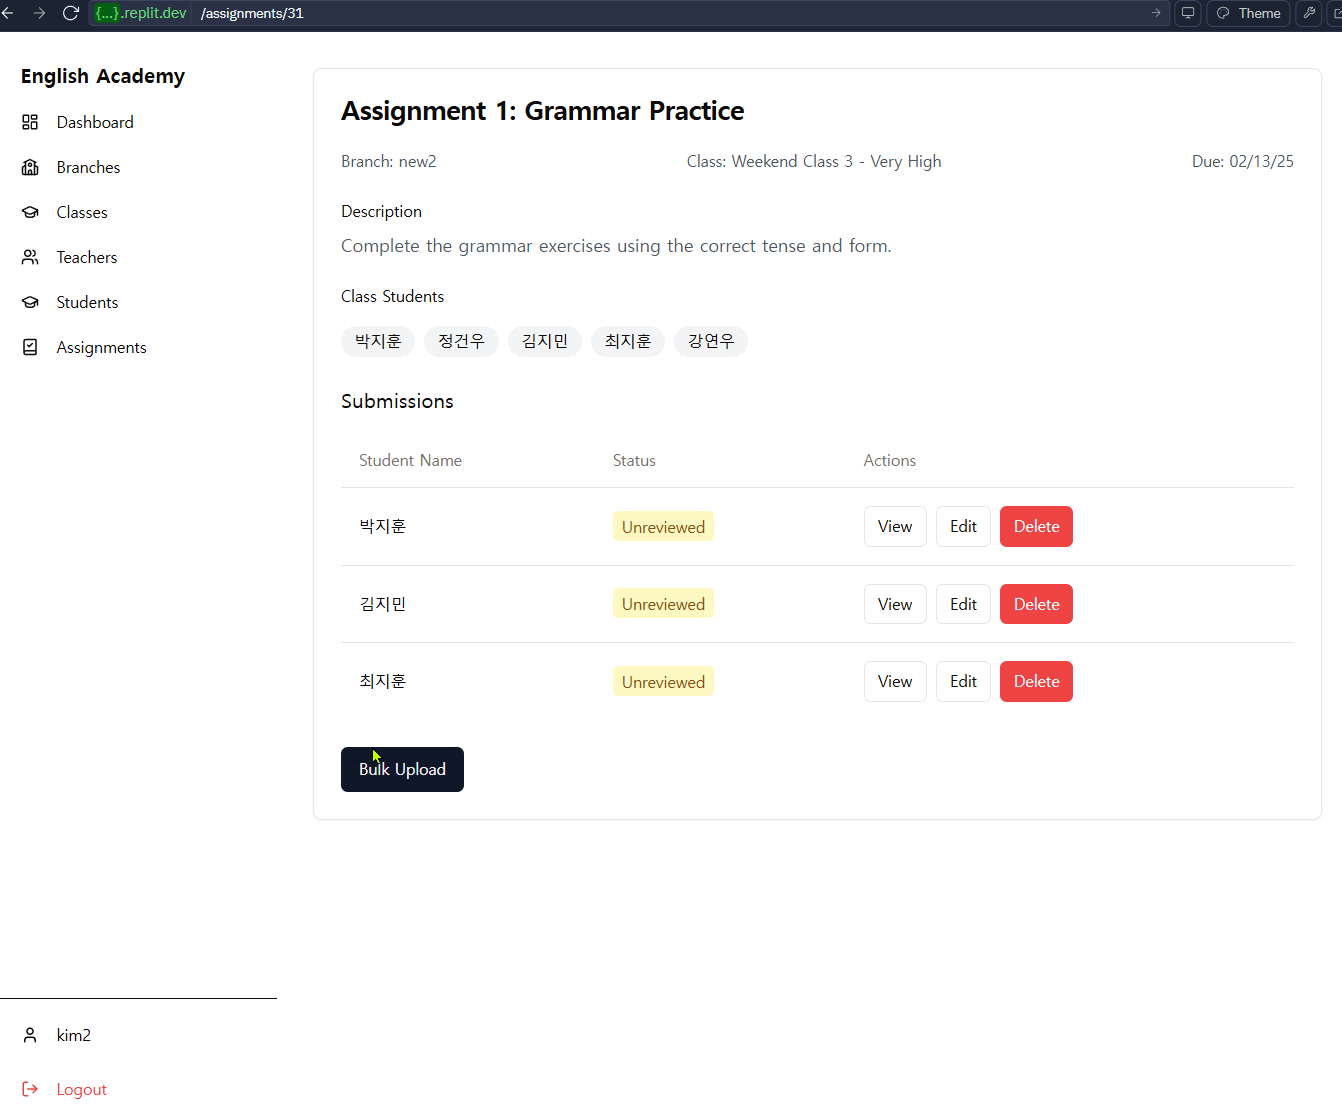 {...}.replit.dev /assignments/31 Theme
English Academy
Dashboard
Branches
Classes
Teachers
Students
Assignments
Assignment 1: Grammar Practice
Branch: new2 Class: Weekend Class 3 - Very High Due: 02/13/25
Description
Complete the grammar exercises using the correct tense and form.
Class Students
박지훈 정건우 김지민 최지훈 강연우
Submissions
Student Name Status Actions
박지훈 Unreviewed View Edit Delete
김지민 Unreviewed View Edit Delete
최지훈 Unreviewed View Edit Delete
Bulk Upload
kim2
Logout